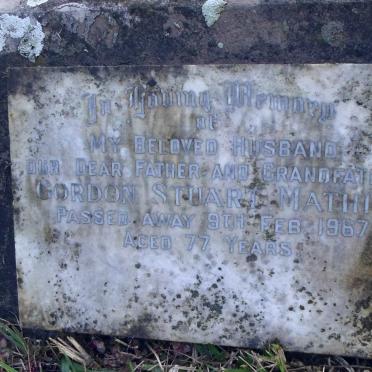 In Loving Memory
of
My Beloved Husband
our Dear Father and Grandfat
Gordon Stuart Mathi
Passed away 9th Feb. 1967
Aged 77 Years